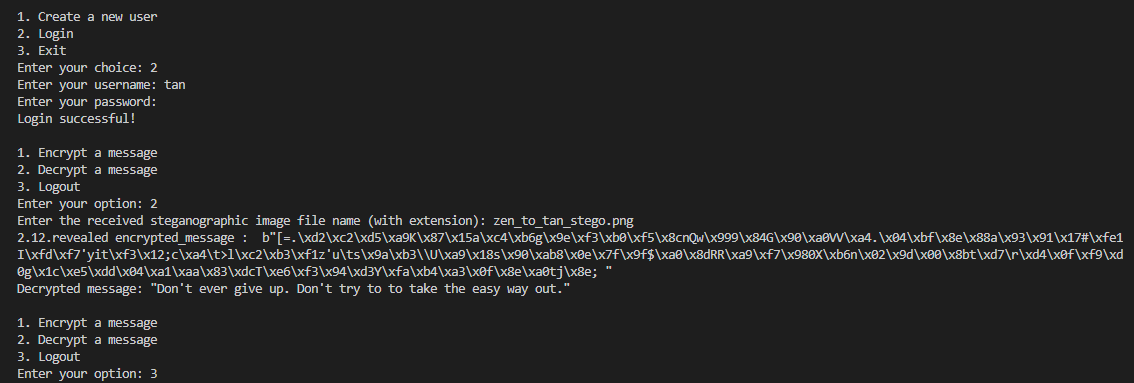 1. Create a new user
2. Login
3. Exit
Enter your choice: 2
Enter your username: tan
Enter your password:
Login successful!
1. Encrypt a message
2. Decrypt a message
3. Logout
Enter your option: 2
Enter the received steganographic image file name (with extension): zen_to_tan_stego.png
2.12.revealed encrypted_message :  b"[=.\xd2\xc2\xd5\xa9K\x87\x15a\xc4\xb6g\x9e\xf3\xb0\xf5\x8cnQw\x999\x84G\x90\xa0VV\xa4.\x04\xbf\x8e\x88a\x93\x91\x17#\xfe1
I\xfd\xf7'yit\xf3\x12;c\xa4\t>l\xc2\xb3\xf1z'u\ts\x9a\xb3\\U\xa9\x18s\x90\xab8\x0e\x7f\x9f$\xa0\x8dRR\xa9\xf7\x980X\xb6n\x02\x9d\x00\x8bt\xd7\r\xd4\x0f\xf9\xd
0g\x1c\xe5\xdd\x04\xa1\xaa\x83\xdcT\xe6\xf3\x94\xd3Y\xfa\xb4\xa3\x0f\x8e\xa0tj\x8e; "
Decrypted message: "Don't ever give up. Don't try to to take the easy way out."
1. Encrypt a message
2. Decrypt a message
3. Logout
Enter your option: 3